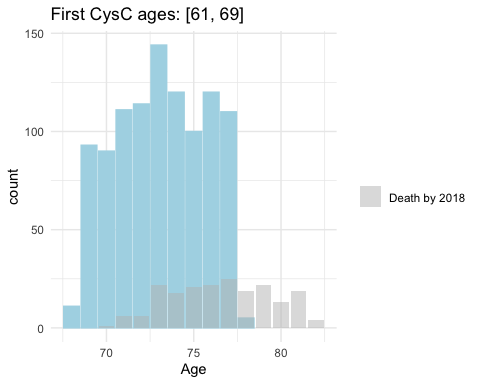 First CysC ages: [61, 69]
150
100
50
0
count
70 75 80
Age
Death by 2018